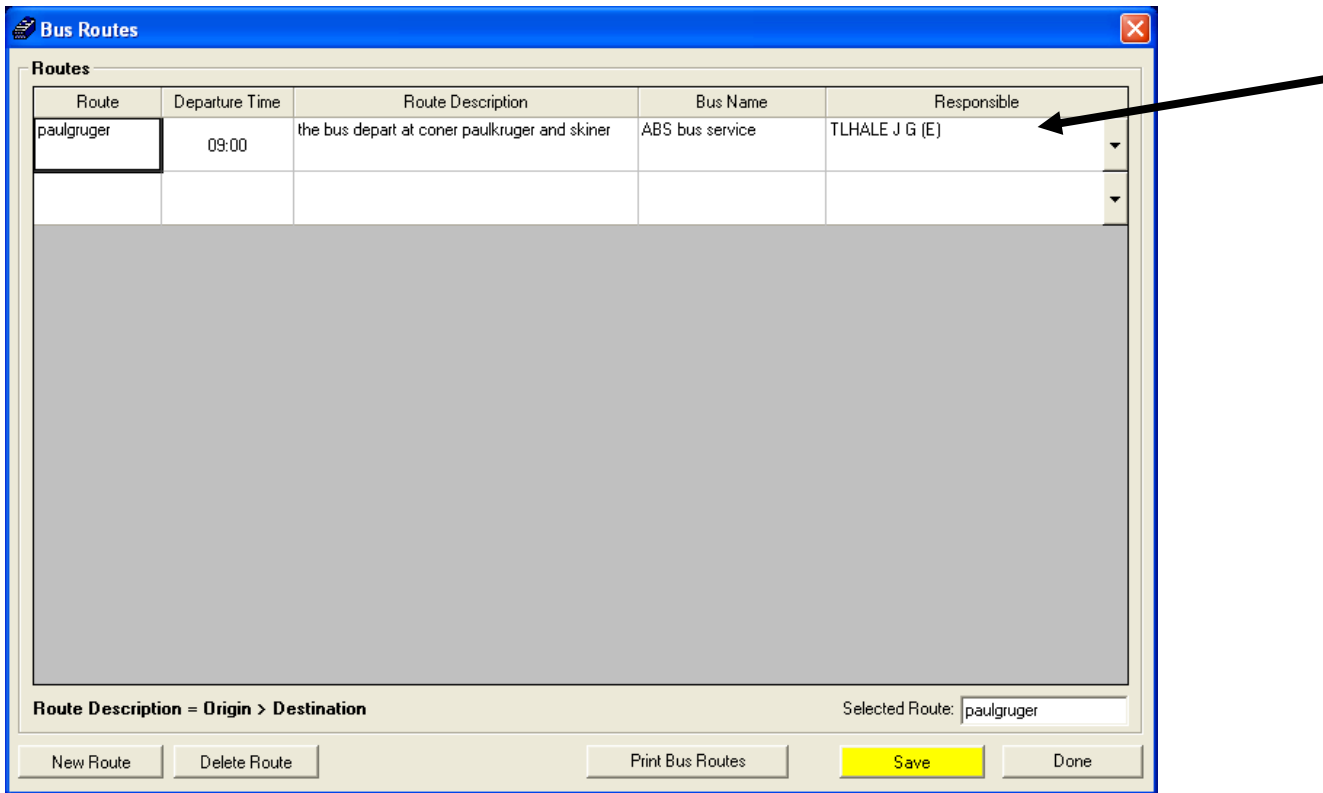 Bus Routes
Routes
Route Departure Time Route Description Bus Name Responsible
paulgruger 09:00 the bus depart at coner paulkruger and skiner ABS bus service TLHALE J G (E)
Route Description = Origin > Destination Selected Route: paulgruger
New Route Delete Route Print Bus Routes Save Done